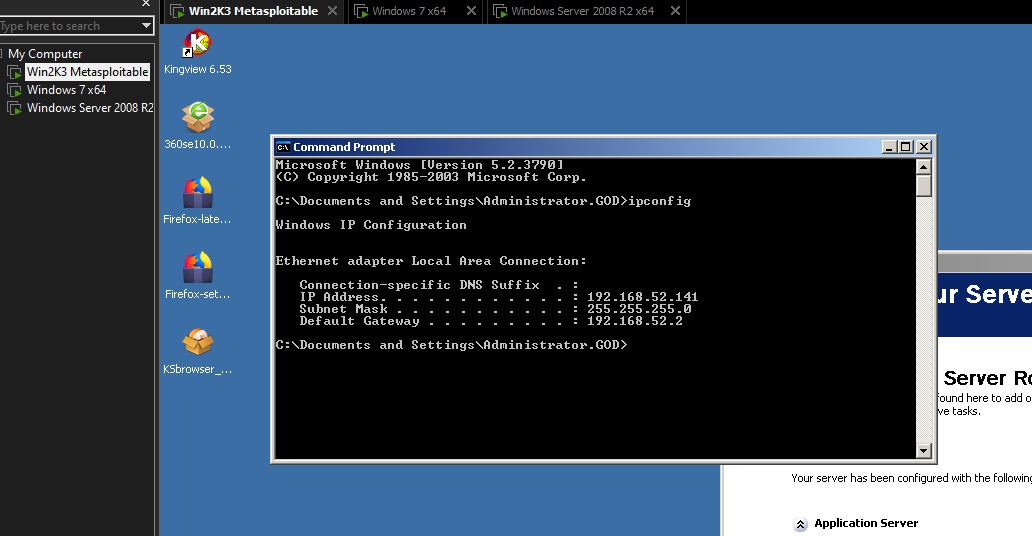 Win2K3 Metasploitable
Windows 7 x64
Windows Server 2008 R2 x64
Type here to search
My Computer
Win2K3 Metasploitable
Windows 7 x64
Windows Server 2008 R2
Kingview 6.53
360se10.0....
Firefox-late...
Firefox-set...
KSbrowser_...
Command Prompt
Microsoft Windows [Version 5.2.3790]
(C) Copyright 1985-2003 Microsoft Corp.
C:\Documents and Settings\Administrator.GOD>ipconfig
Windows IP Configuration
Ethernet adapter Local Area Connection:
Connection-specific DNS Suffix  . :
IP Address. . . . . . . . . . . . : 192.168.52.141
Subnet Mask . . . . . . . . . . . : 255.255.255.0
Default Gateway . . . . . . . . . : 192.168.52.2
C:\Documents and Settings\Administrator.GOD>
ur Serve
Server Ro
found here to add o
ve tasks.
Your server has been configured with the following
Application Server